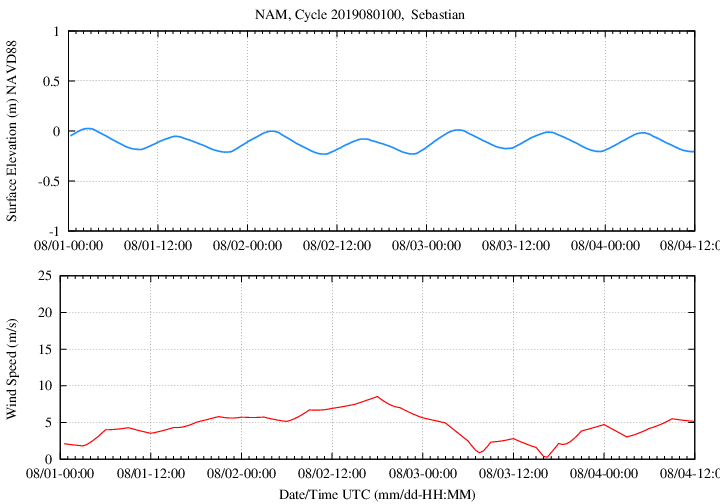 NAM, Cycle 2019080100,  Sebastian
Surface Elevation (m) NAVD88
1
0.5
0
-0.5
-1
08/01-00:00 08/01-12:00 08/02-00:00 08/02-12:00 08/03-00:00 08/03-12:00 08/04-00:00 08/04-12:0
Wind Speed (m/s)
25
20
15
10
5
0
08/01-00:00 08/01-12:00 08/02-00:00 08/02-12:00 08/03-00:00 08/03-12:00 08/04-00:00 08/04-12:0
Date/Time UTC (mm/dd-HH:MM)